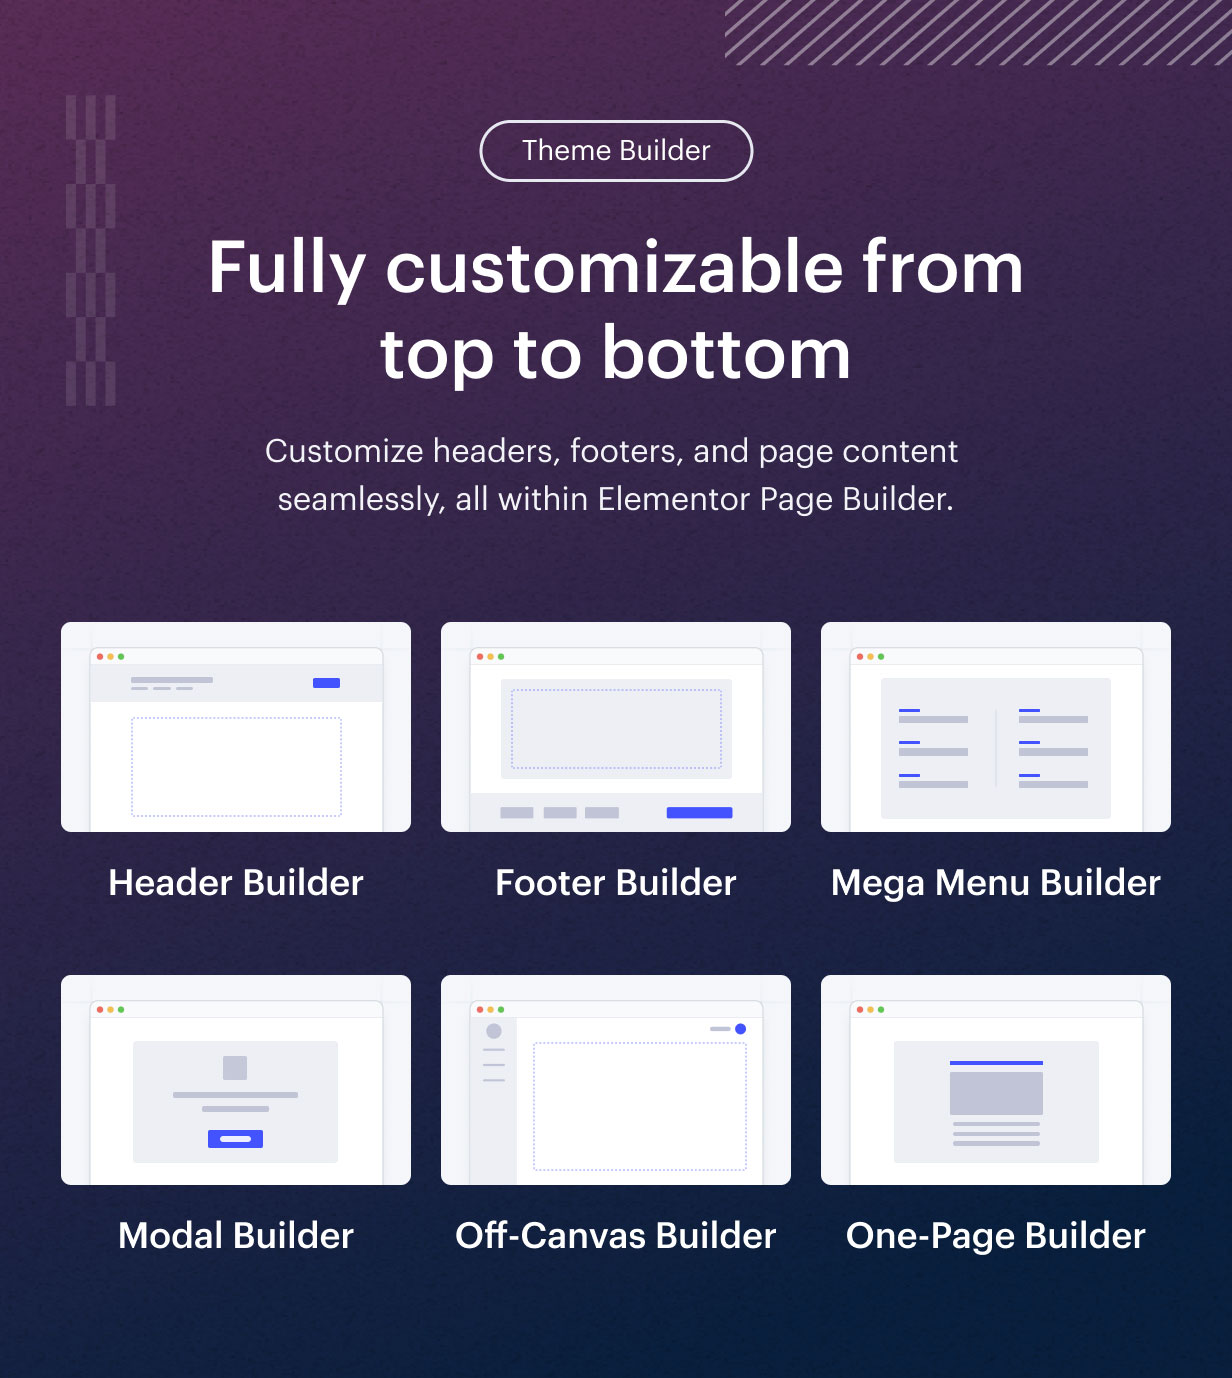 Theme Builder
Fully customizable from
top to bottom
Customize headers, footers, and page content
seamlessly, all within Elementor Page Builder.
Header Builder
Footer Builder
Mega Menu Builder
Modal Builder
Off-Canvas Builder
One-Page Builder